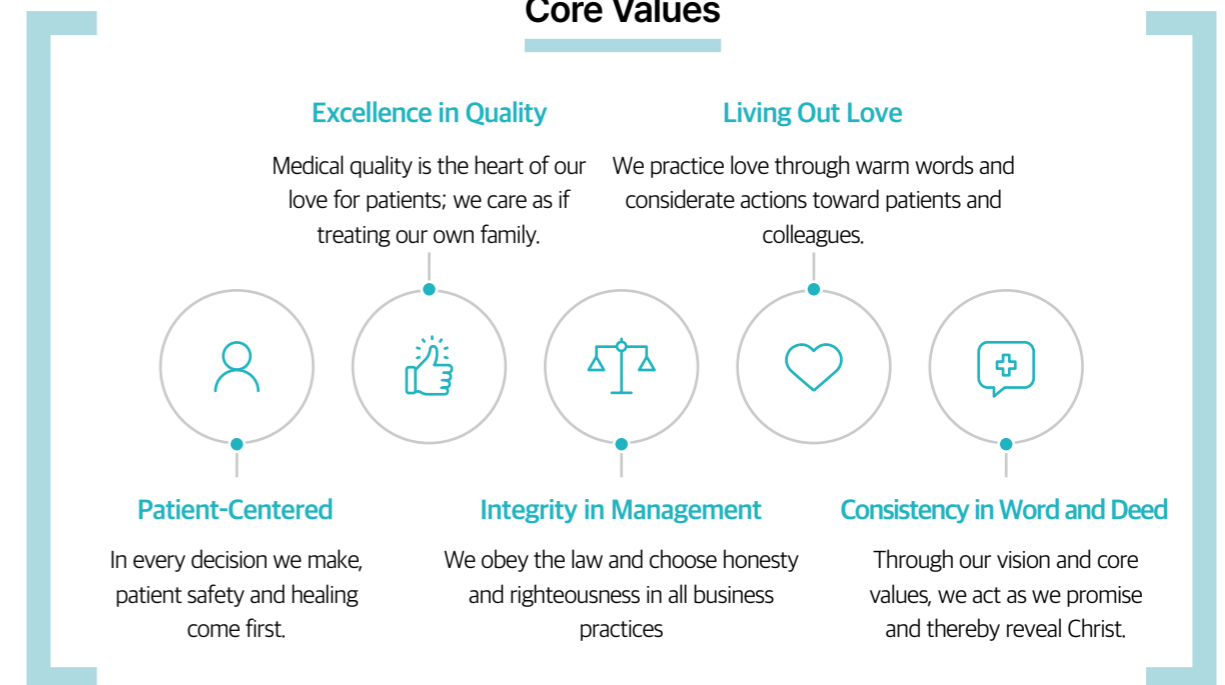 Core Values
Excellence in Quality
Medical quality is the heart of our
love for patients; we care as if
treating our own family.
Living Out Love
We practice love through warm words and
considerate actions toward patients and
colleagues.
Patient-Centered
In every decision we make,
patient safety and healing
come first.
Integrity in Management
We obey the law and choose honesty
and righteousness in all business
practices
Consistency in Word and Deed
Through our vision and core
values, we act as we promise
and thereby reveal Christ.